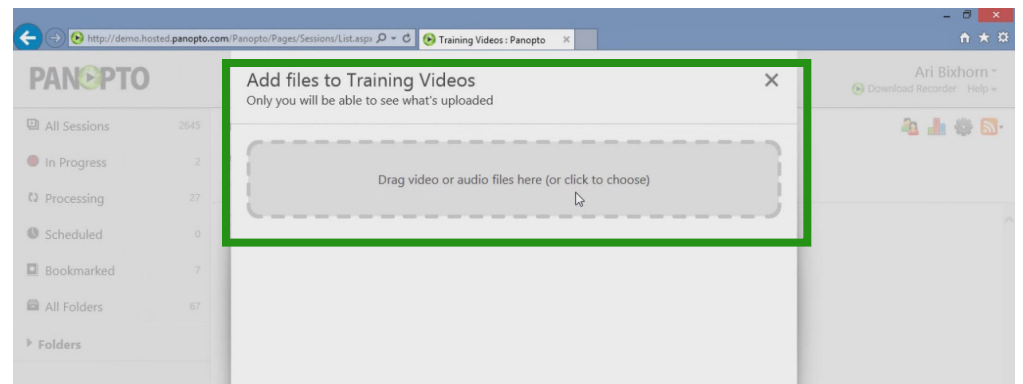 http://demo.hosted.panopto.com/Panopto/Pages/Sessions/List.aspx
Training Videos : Panopto
PANOPTO
Add files to Training Videos
Only you will be able to see what's uploaded
Ari Bixhorn
Download Recorder Help
All Sessions 2645
In Progress 2
Processing 27
Scheduled 0
Bookmarked 7
All Folders 67
Folders
Drag video or audio files here (or click to choose)